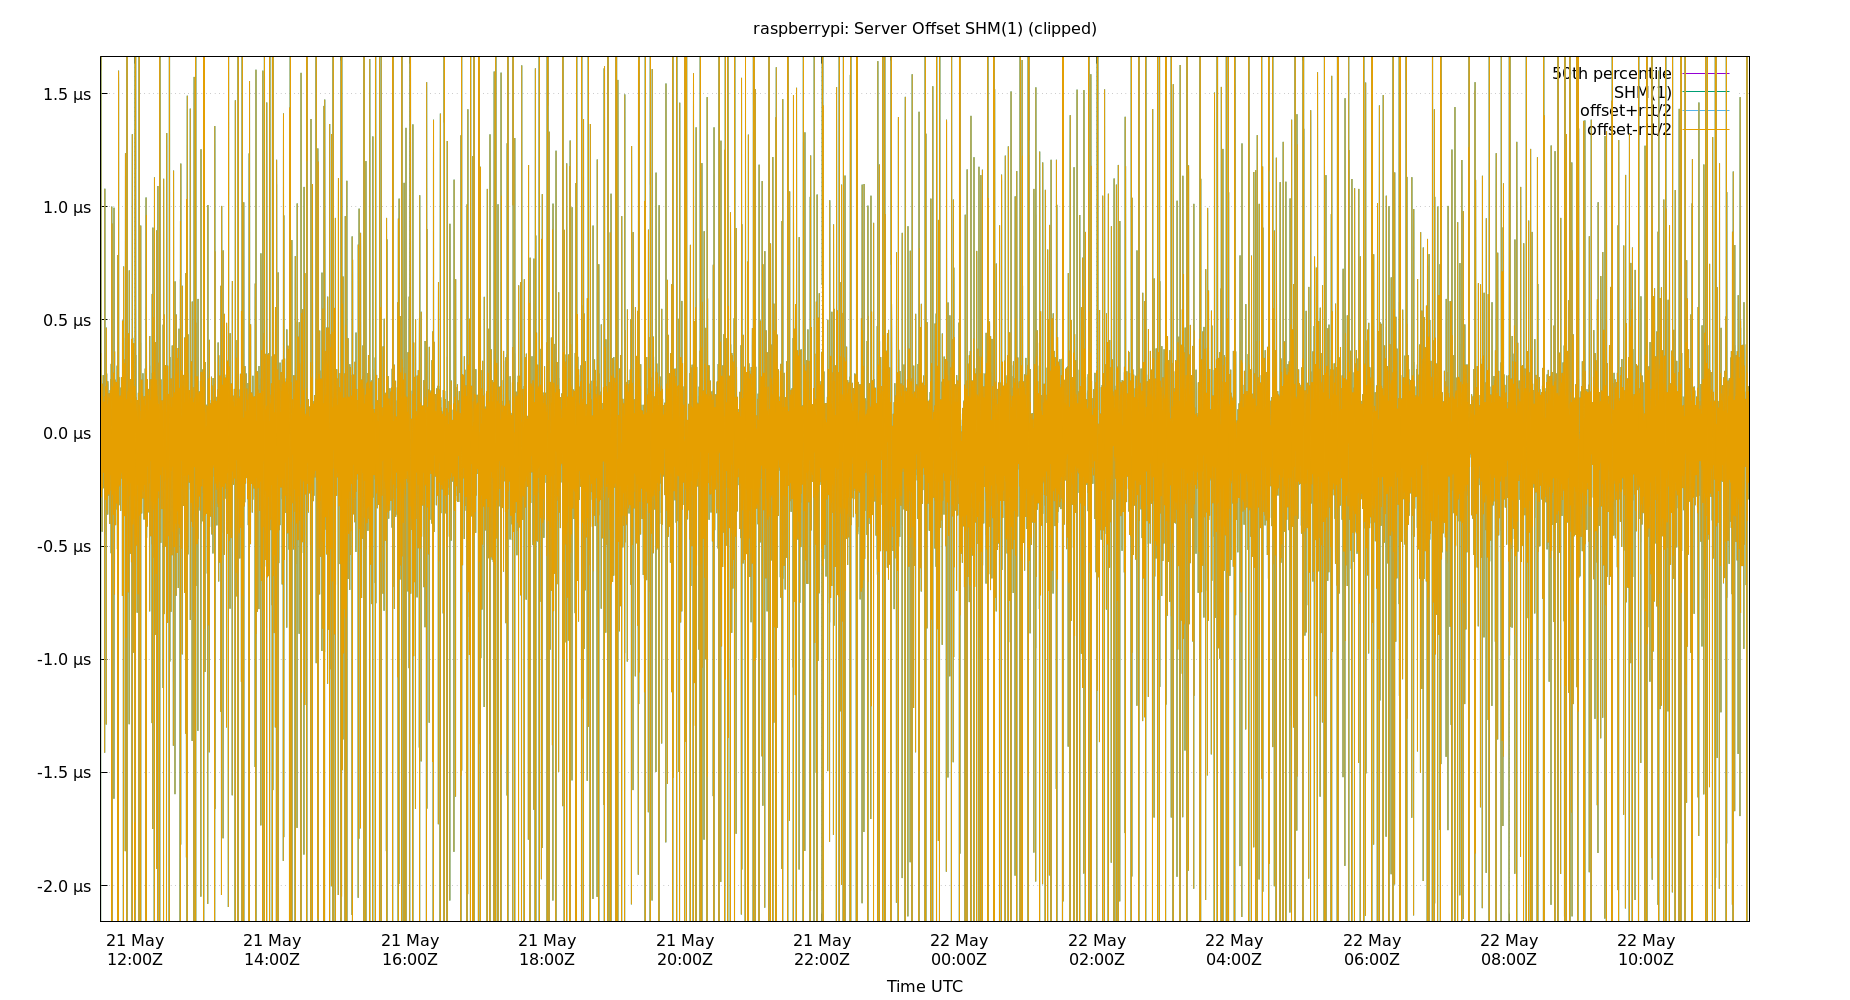 raspberrypi: Server Offset SHM(1) (clipped)
50th percentile
SHM(1)
offset+rtt/2
offset-rtt/2
1.5 µs
1.0 µs
0.5 µs
0.0 µs
-0.5 µs
-1.0 µs
-1.5 µs
-2.0 µs
21 May 21 May 21 May 21 May 21 May 21 May 22 May 22 May 22 May 22 May 22 May 22 May
12:00Z 14:00Z 16:00Z 18:00Z 20:00Z 22:00Z 00:00Z 02:00Z 04:00Z 06:00Z 08:00Z 10:00Z
Time UTC